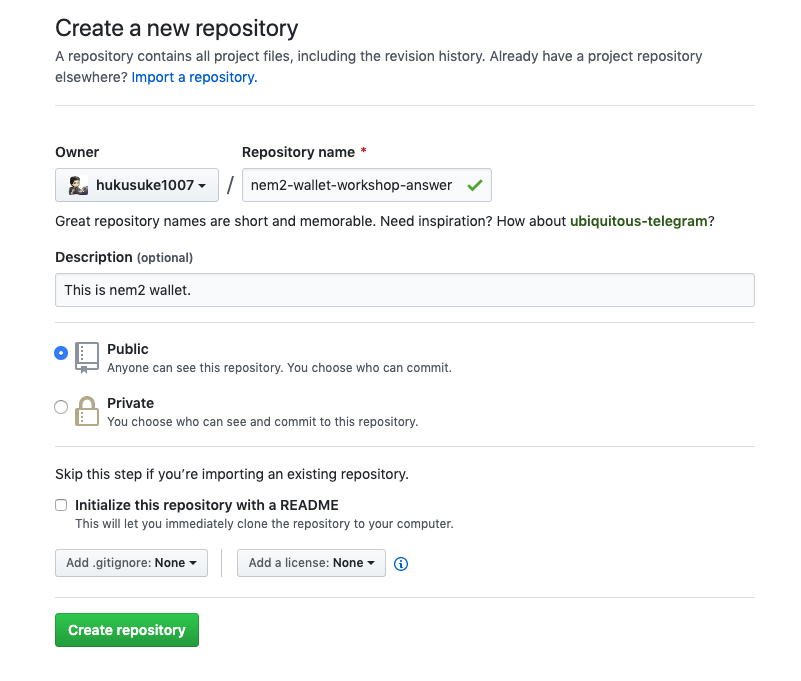 Create a new repository
A repository contains all project files, including the revision history. Already have a project repository
elsewhere? Import a repository.
Owner
Repository name *
hukusuke1007 / nem2-wallet-workshop-answer
Great repository names are short and memorable. Need inspiration? How about ubiquitous-telegram?
Description (optional)
This is nem2 wallet.
Public
Anyone can see this repository. You choose who can commit.
Private
You choose who can see and commit to this repository.
Skip this step if you’re importing an existing repository.
Initialize this repository with a README
This will let you immediately clone the repository to your computer.
Add .gitignore: None
Add a license: None
Create repository